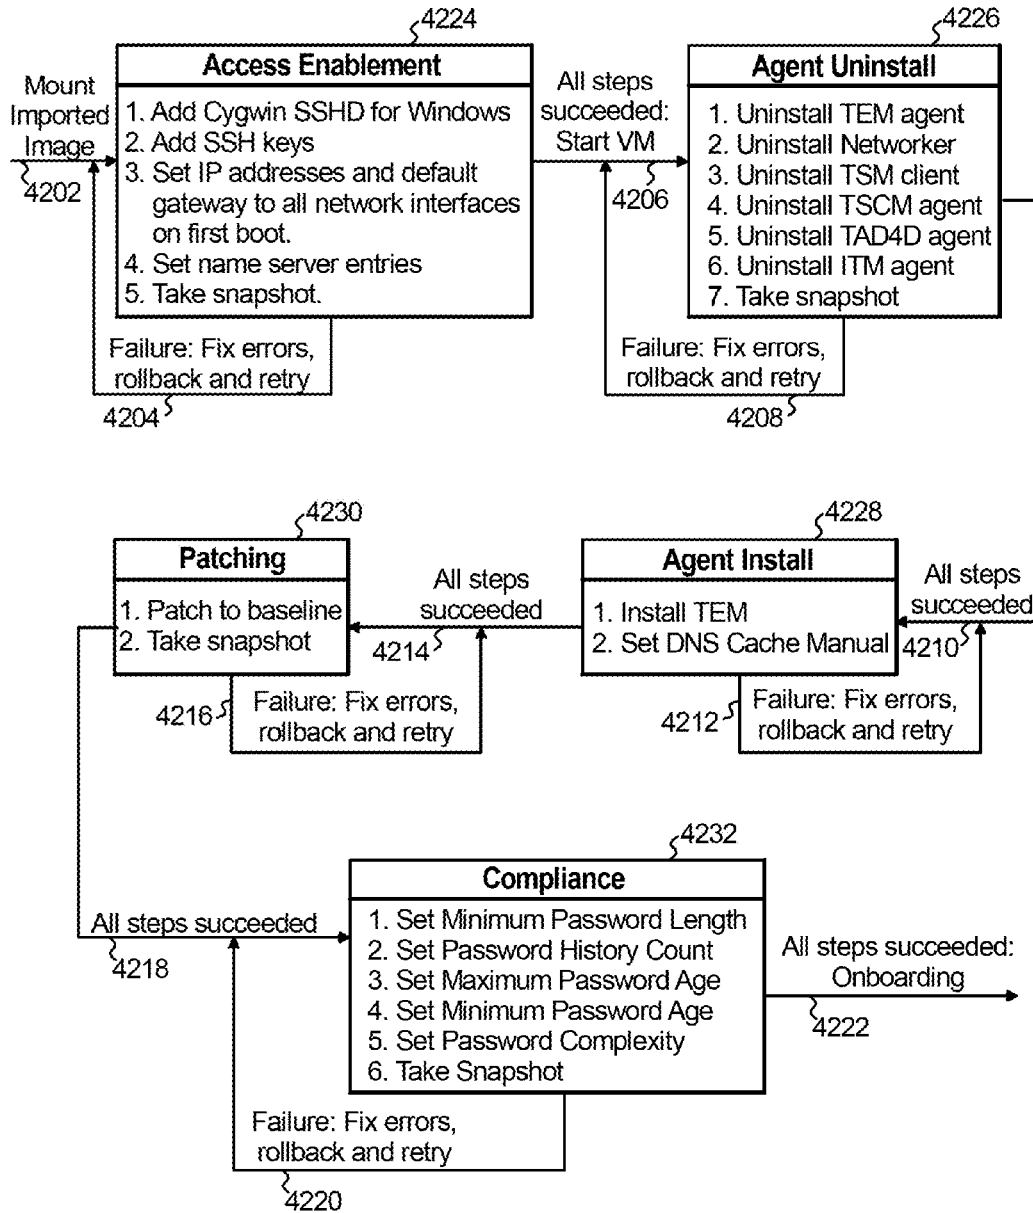 4224
Access Enablement
1. Add Cygwin SSHD for Windows
2. Add SSH keys
3. Set IP addresses and default
gateway to all network interfaces
on first boot.
4. Set name server entries
5. Take snapshot.
Mount
Imported
Image
4202
Failure: Fix errors,
rollback and retry
4204
All steps
succeeded:
Start VM
4206
4226
Agent Uninstall
1. Uninstall TEM agent
2. Uninstall Networker
3. Uninstall TSM client
4. Uninstall TSCM agent
5. Uninstall TAD4D agent
6. Uninstall ITM agent
7. Take snapshot
Failure: Fix errors,
rollback and retry
4208
4230
Patching
1. Patch to baseline
2. Take snapshot
4216
Failure: Fix errors,
rollback and retry
All steps
succeeded
4214
4228
Agent Install
1. Install TEM
2. Set DNS Cache Manual
All steps
succeeded
4210
4212
Failure: Fix errors,
rollback and retry
4232
Compliance
1. Set Minimum Password Length
2. Set Password History Count
3. Set Maximum Password Age
4. Set Minimum Password Age
5. Set Password Complexity
6. Take Snapshot
All steps succeeded
4218
Failure: Fix errors,
rollback and retry
4220
All steps succeeded:
Onboarding
4222